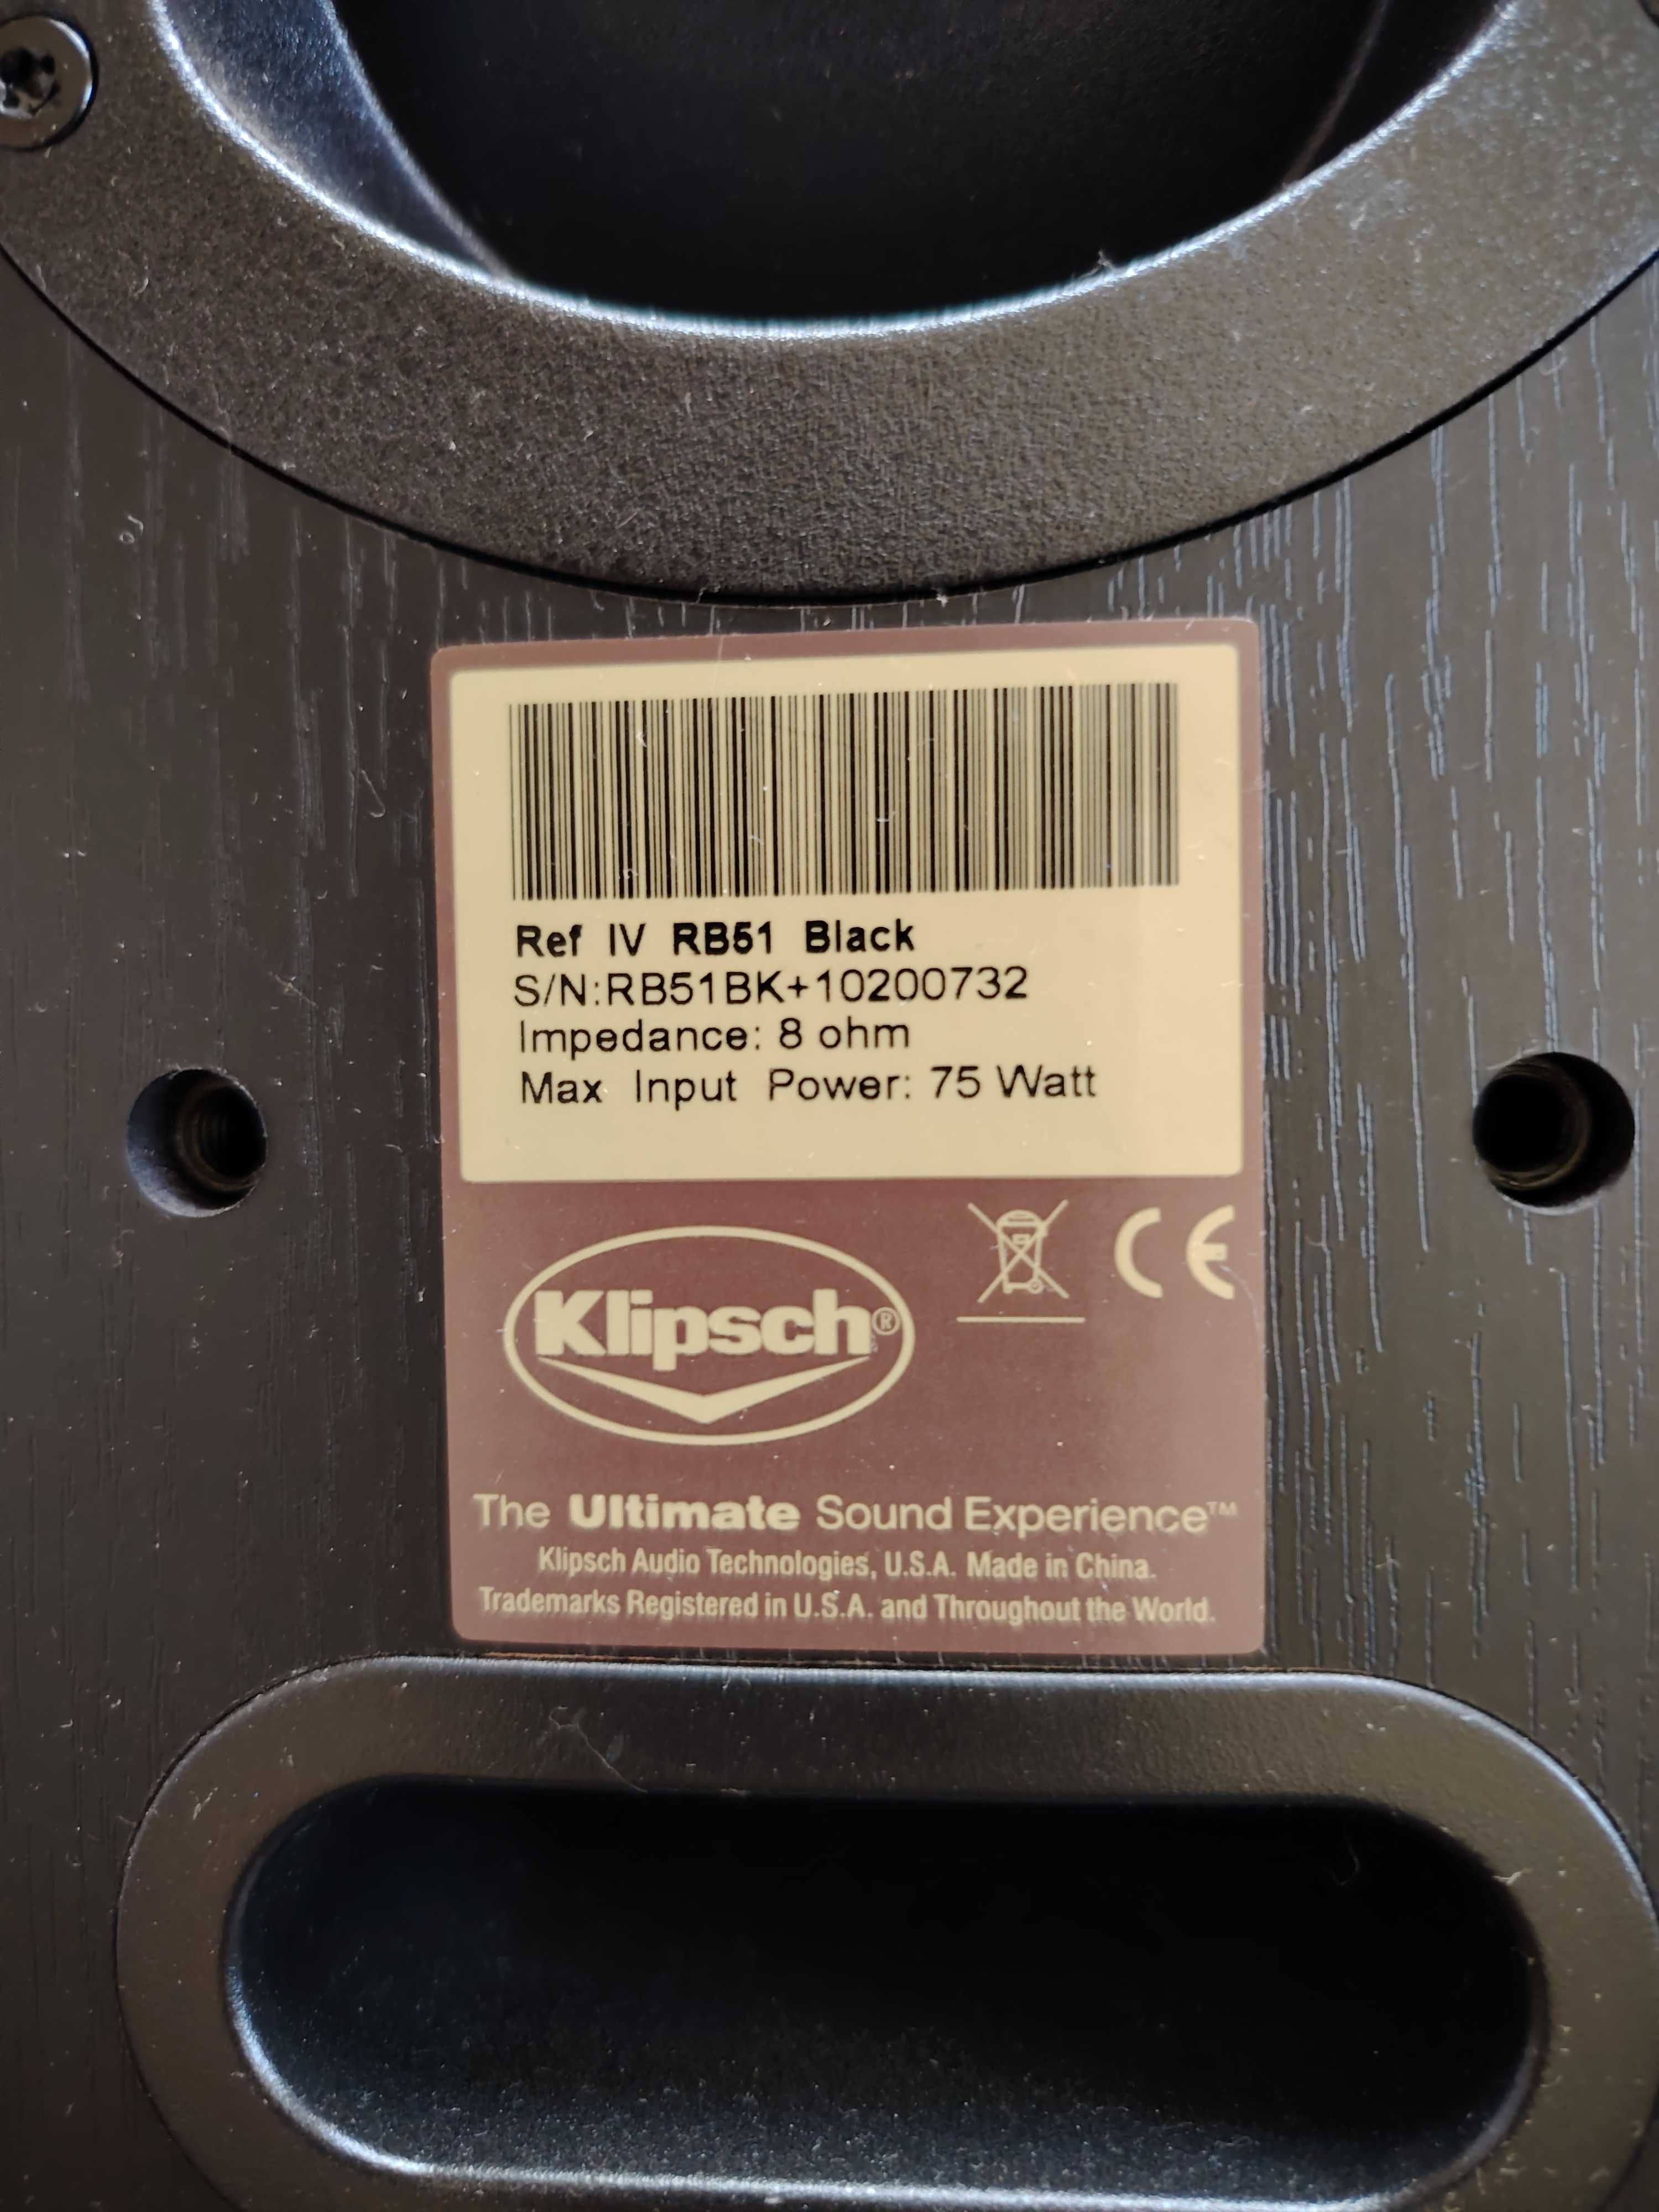 Ref IV RB51 Black
S/N:RB51BK+10200732
Impedance: 8 ohm
Max Input Power: 75 Watt
CE
Klipsch®
The Ultimate Sound Experience™
Klipsch Audio Technologies, U.S.A. Made in China.
Trademarks Registered in U.S.A. and Throughout the World.